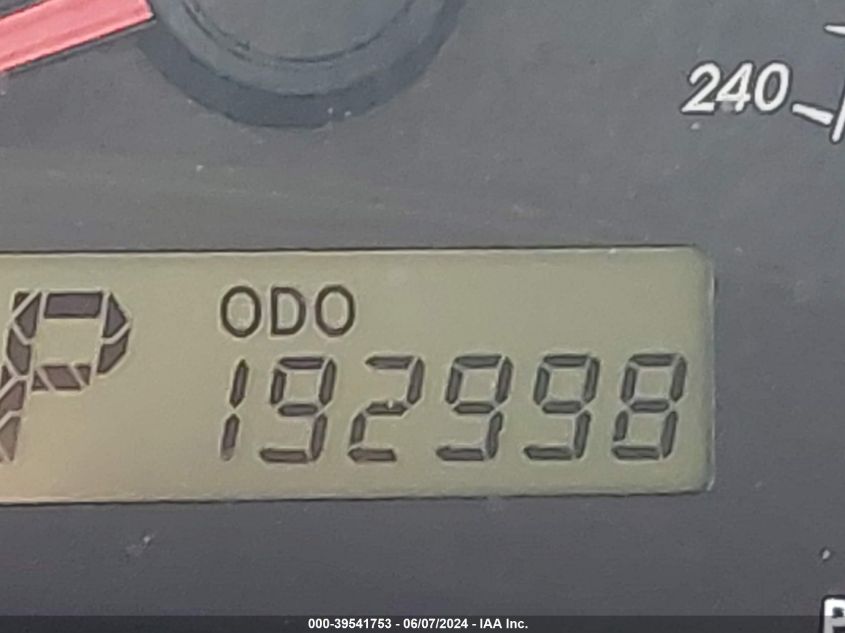 240
P ODO
192998
000-39541753 - 06/07/2024 - IAA Inc.